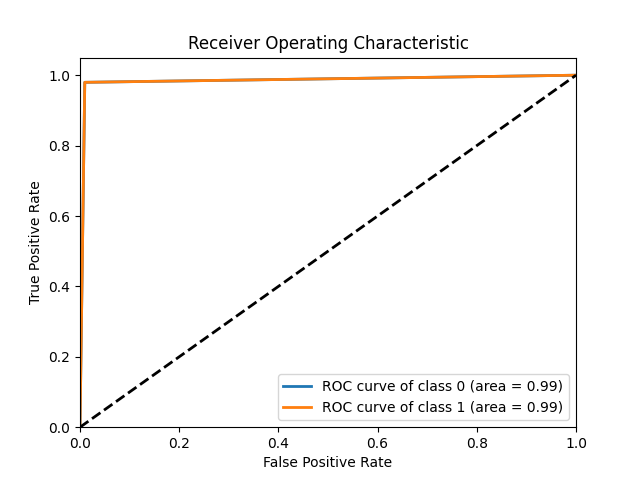 Receiver Operating Characteristic
True Positive Rate
1.0
0.8
0.6
0.4
0.2
0.0
ROC curve of class 0 (area = 0.99)
ROC curve of class 1 (area = 0.99)
0.0 0.2 0.4 0.6 0.8 1.0
False Positive Rate